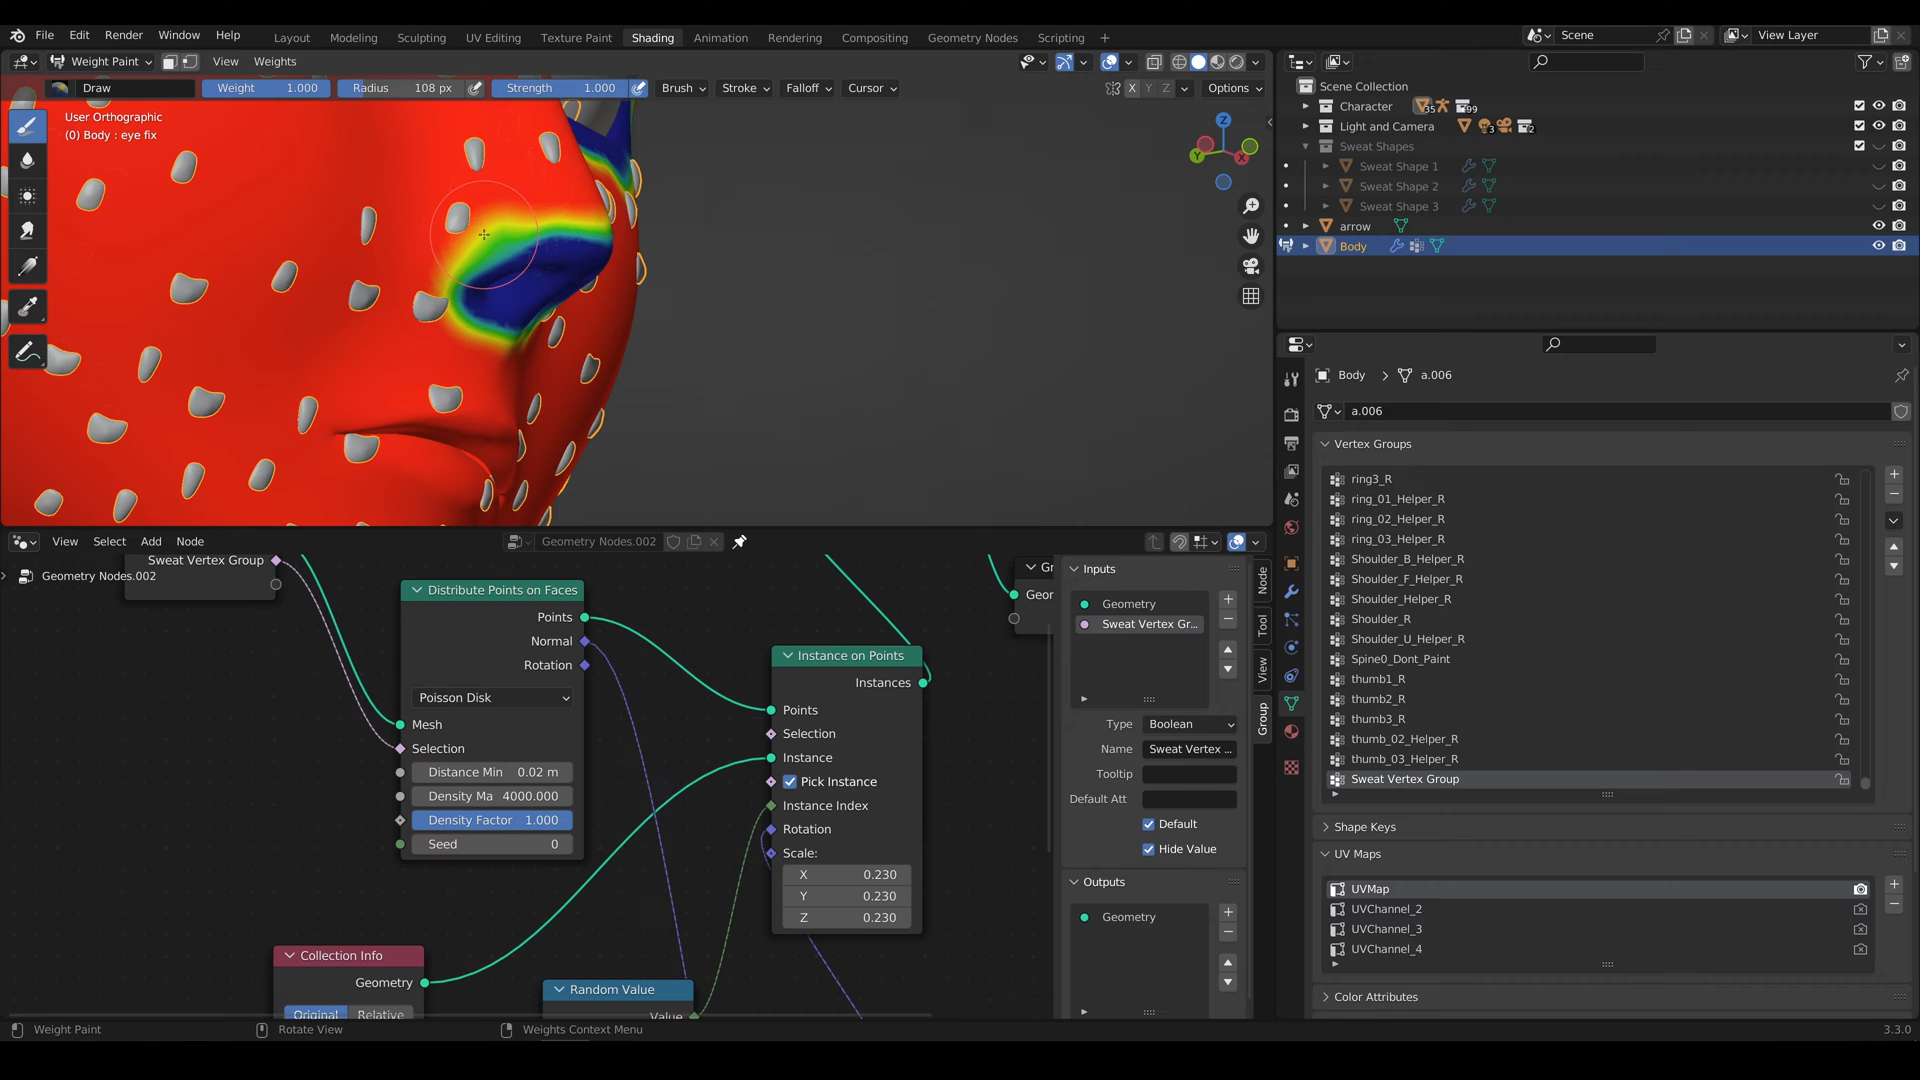 File Edit Render Window Help Layout Modeling Sculpting UV Editing Texture Paint Shading Animation Rendering Compositing Geometry Nodes Scripting + Scene View Layer
Weight Paint View Weights
Draw Weight 1.000 Radius 108 px Strength 1.000 Brush Stroke Falloff Cursor X Y Z Options
User Orthographic
(0) Body : eye fix
Z
Y X
Scene Collection
Character 35 99
Light and Camera 3 2
Sweat Shapes
Sweat Shape 1
Sweat Shape 2
Sweat Shape 3
arrow
Body
Body > a.006
a.006
Vertex Groups
ring3_R
ring_01_Helper_R
ring_02_Helper_R
ring_03_Helper_R
Shoulder_B_Helper_R
Shoulder_F_Helper_R
Shoulder_Helper_R
Shoulder_R
Shoulder_U_Helper_R
Spine0_Dont_Paint
thumb1_R
thumb2_R
thumb3_R
thumb_02_Helper_R
thumb_03_Helper_R
Sweat Vertex Group
Shape Keys
UV Maps
UVMap
UVChannel_2
UVChannel_3
UVChannel_4
Color Attributes
View Select Add Node Geometry Nodes.002
Sweat Vertex Group
Geometry Nodes.002
Distribute Points on Faces
Points
Normal
Rotation
Poisson Disk
Mesh
Selection
Distance Min 0.02 m
Density Ma 4000.000
Density Factor 1.000
Seed 0
Instance on Points
Instances
Points
Selection
Instance
Pick Instance
Instance Index
Rotation
Scale:
X 0.230
Y 0.230
Z 0.230
Collection Info
Geometry
Original Relative
Random Value
Value
Gr
Geor
Inputs
Geometry
Sweat Vertex Gr...
Type Boolean
Name Sweat Vertex ...
Tooltip
Default Att
Default
Hide Value
Outputs
Geometry
Node
Tool
View
Group
Weight Paint Rotate View Weights Context Menu 3.3.0